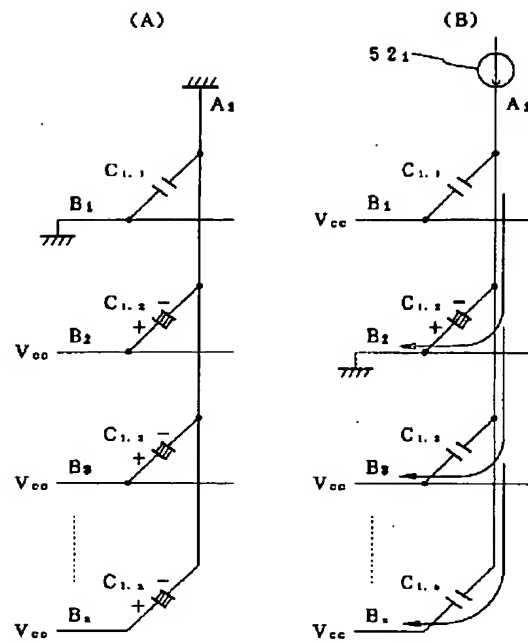 (A)
(B)
52₁
A₁
A₁
C₁.₁
C₁.₁
B₁
Vcc
C₁.₂ −
+
B₂
Vcc
C₁.₂ −
+
B₂
C₁.₃ −
+
B₃
Vcc
C₁.₃
B₃
Vcc
C₁.ₙ −
+
Bₙ
Vcc
C₁.ₙ
Bₙ
Vcc